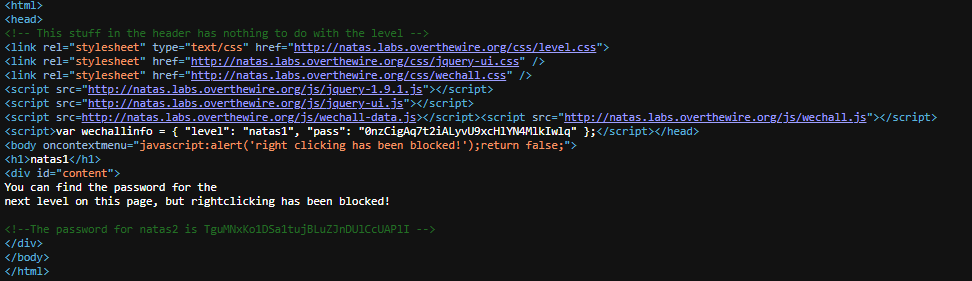 <html>
<head>
<!-- This stuff in the header has nothing to do with the level -->
<link rel="stylesheet" type="text/css" href="http://natas.labs.overthewire.org/css/level.css">
<link rel="stylesheet" href="http://natas.labs.overthewire.org/css/jquery-ui.css" />
<link rel="stylesheet" href="http://natas.labs.overthewire.org/css/wechall.css" />
<script src="http://natas.labs.overthewire.org/js/jquery-1.9.1.js"></script>
<script src="http://natas.labs.overthewire.org/js/jquery-ui.js"></script>
<script src=http://natas.labs.overthewire.org/js/wechall-data.js></script><script src="http://natas.labs.overthewire.org/js/wechall.js"></script>
<script>var wechallinfo = { "level": "natas1", "pass": "0nzCigAq7t2iALyvU9xcHlYN4MlkIwlq" };</script></head>
<body oncontextmenu="javascript:alert('right clicking has been blocked!');return false;">
<h1>natas1</h1>
<div id="content">
You can find the password for the
next level on this page, but rightclicking has been blocked!
<!--The password for natas2 is TguMNxKo1DSa1tujBLuZJnDUlCcUAPlI -->
</div>
</body>
</html>